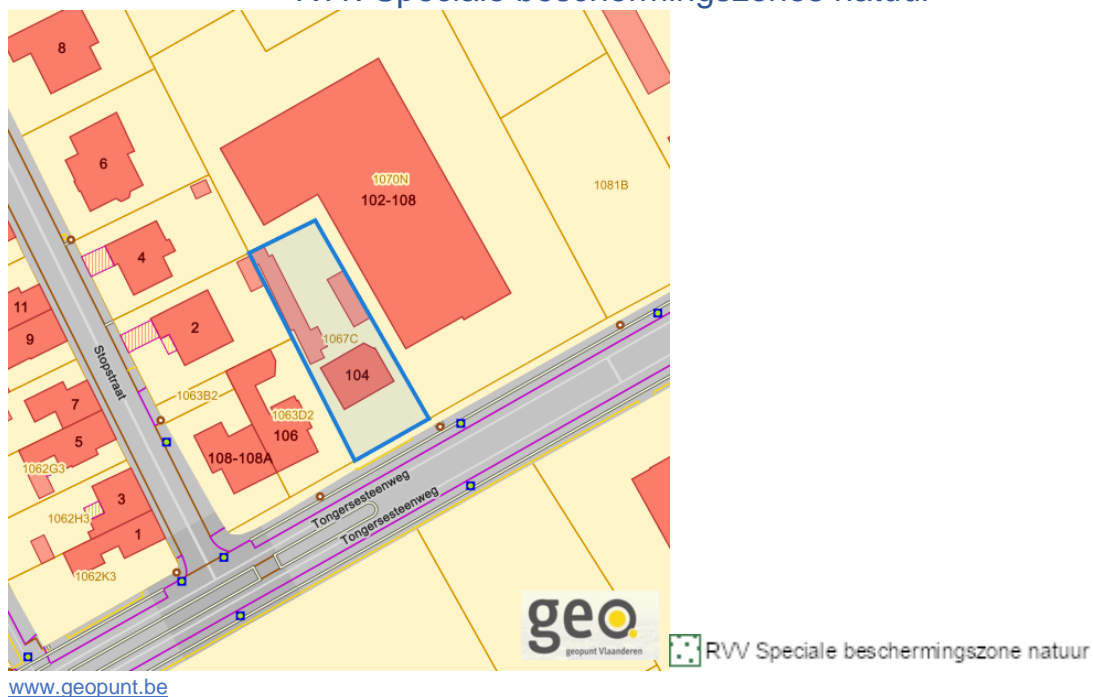 RVV Speciale beschermingszones natuur
8
6
1070N
102-108
1081B
4
11
9
2
Stopstraat
1067C
104
1063B2
7
1063D2
5
106
108-108A
1062G3
3
1062H3
1
Tongersesteenweg
Tongersesteenweg
1062K3
geo
geopunt Vlaanderen
RVV Speciale beschermingszone natuur
www.geopunt.be